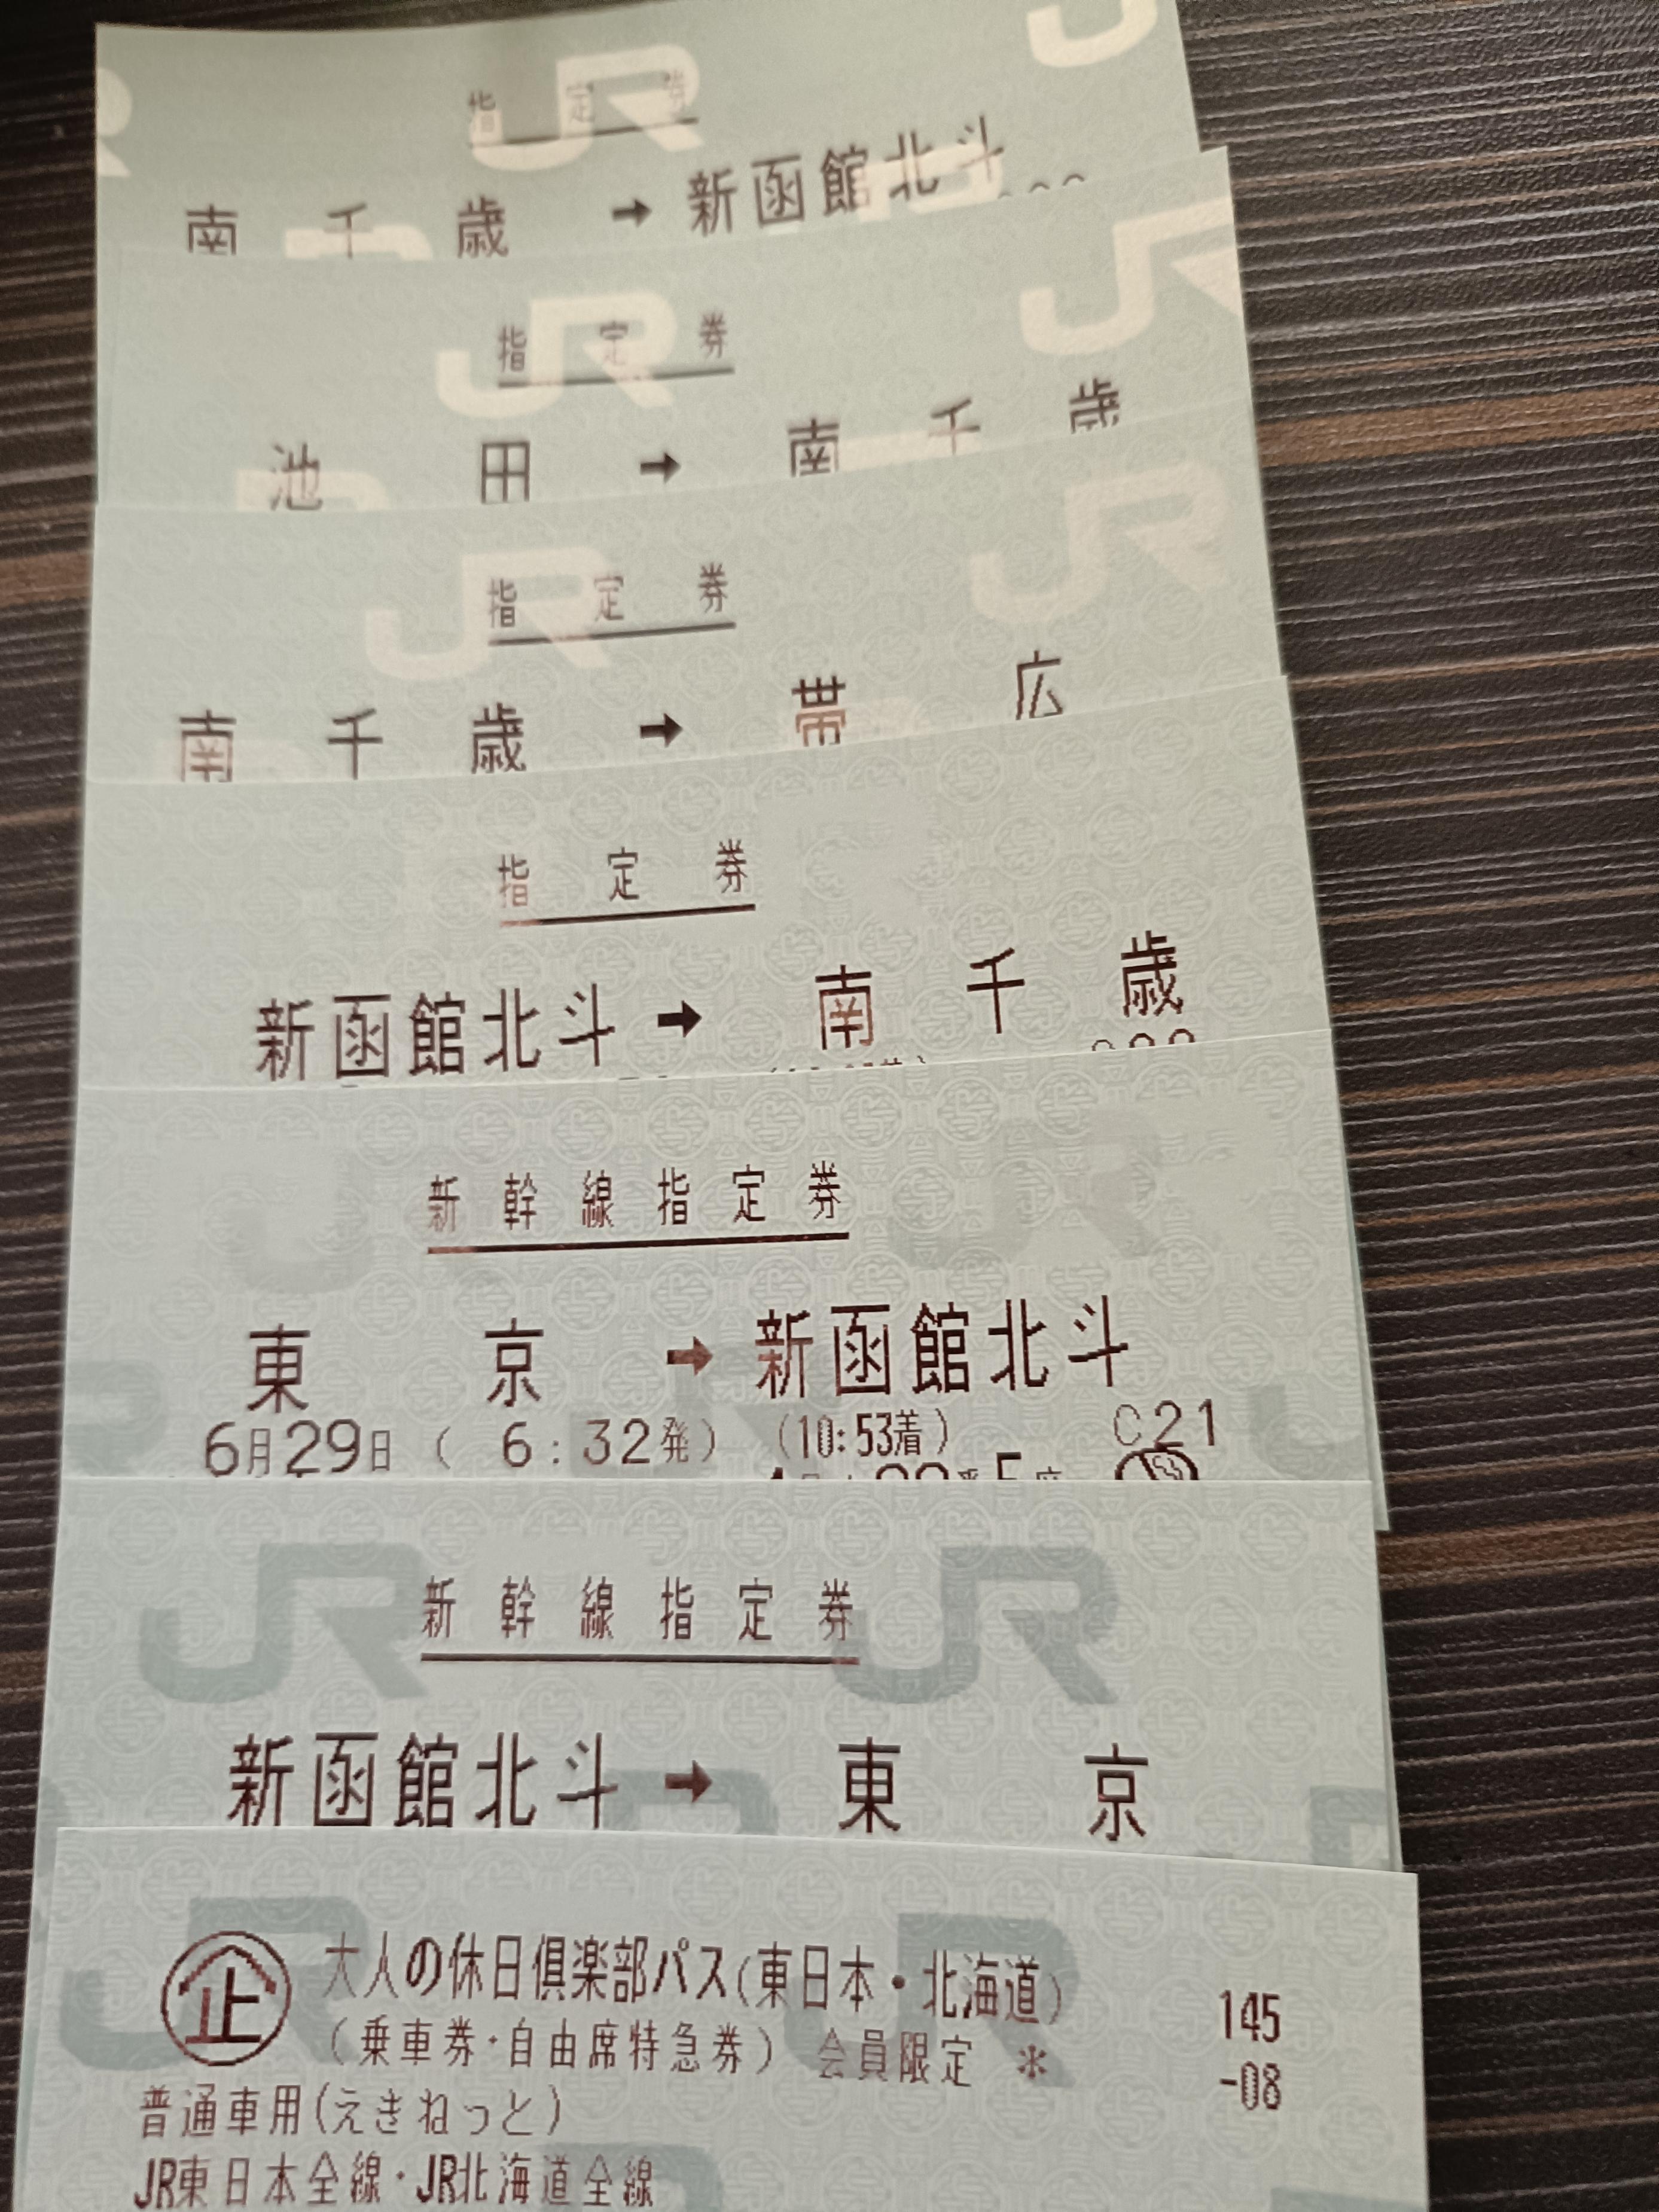 指定券
南千歳 → 新函館北斗
指定券
池田 → 南千歳
指定券
南千歳 → 帯広
指定券
新函館北斗 → 南千歳
新幹線指定券
東京 → 新函館北斗
6月29日 ( 6:32発) (10:53着) C21
新幹線指定券
新函館北斗 → 東京
企 大人の休日倶楽部パス(東日本・北海道) 145
(乗車券・自由席特急券) 会員限定 * -08
普通車用(えきねっと)
JR東日本全線・JR北海道全線
JR